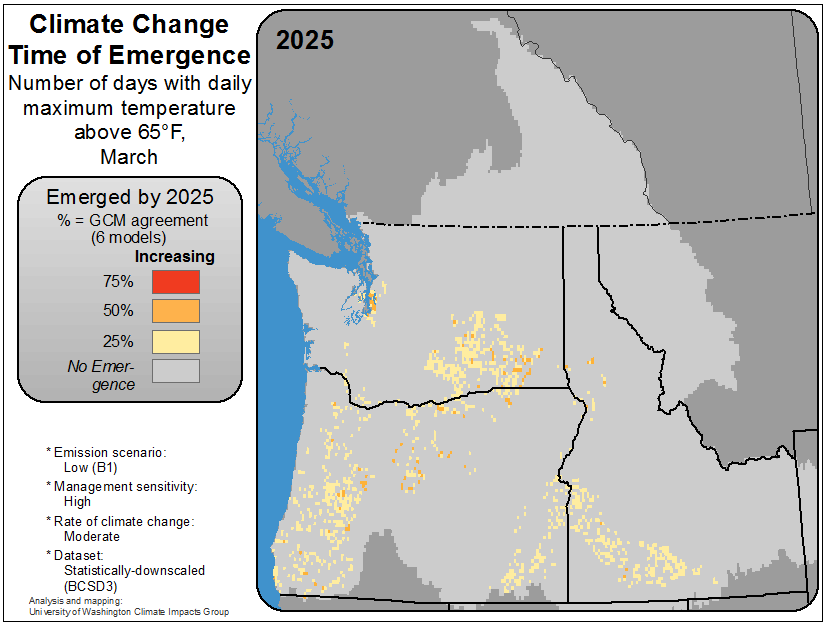 Climate Change
Time of Emergence
Number of days with daily
maximum temperature
above 65°F,
March
2025
Emerged by 2025
% = GCM agreement
(6 models)
Increasing
75%
50%
25%
No Emer-
gence
* Emission scenario:
Low (B1)
* Management sensitivity:
High
* Rate of climate change:
Moderate
* Dataset:
Statistically-downscaled
(BCSD3)
Analysis and mapping:
University of Washington Climate Impacts Group